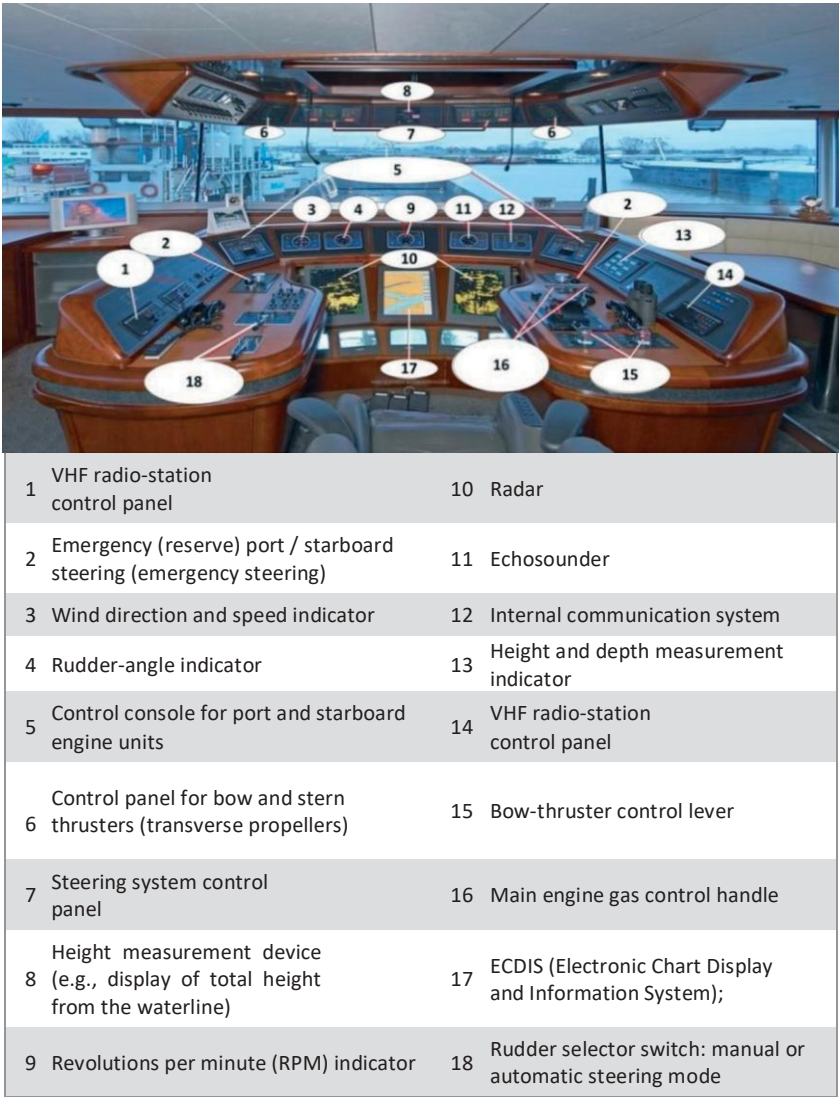 8
6
7
6
5
3
4
9
11
12
2
2
13
10
1
14
18
17
16
15
1 VHF radio-station
control panel
10 Radar
2 Emergency (reserve) port / starboard
steering (emergency steering)
11 Echosounder
3 Wind direction and speed indicator
12 Internal communication system
4 Rudder-angle indicator
13 Height and depth measurement
indicator
5 Control console for port and starboard
engine units
14 VHF radio-station
control panel
6 Control panel for bow and stern
thrusters (transverse propellers)
15 Bow-thruster control lever
7 Steering system control
panel
16 Main engine gas control handle
8 Height measurement device
(e.g., display of total height
from the waterline)
17 ECDIS (Electronic Chart Display
and Information System);
9 Revolutions per minute (RPM) indicator
18 Rudder selector switch: manual or
automatic steering mode